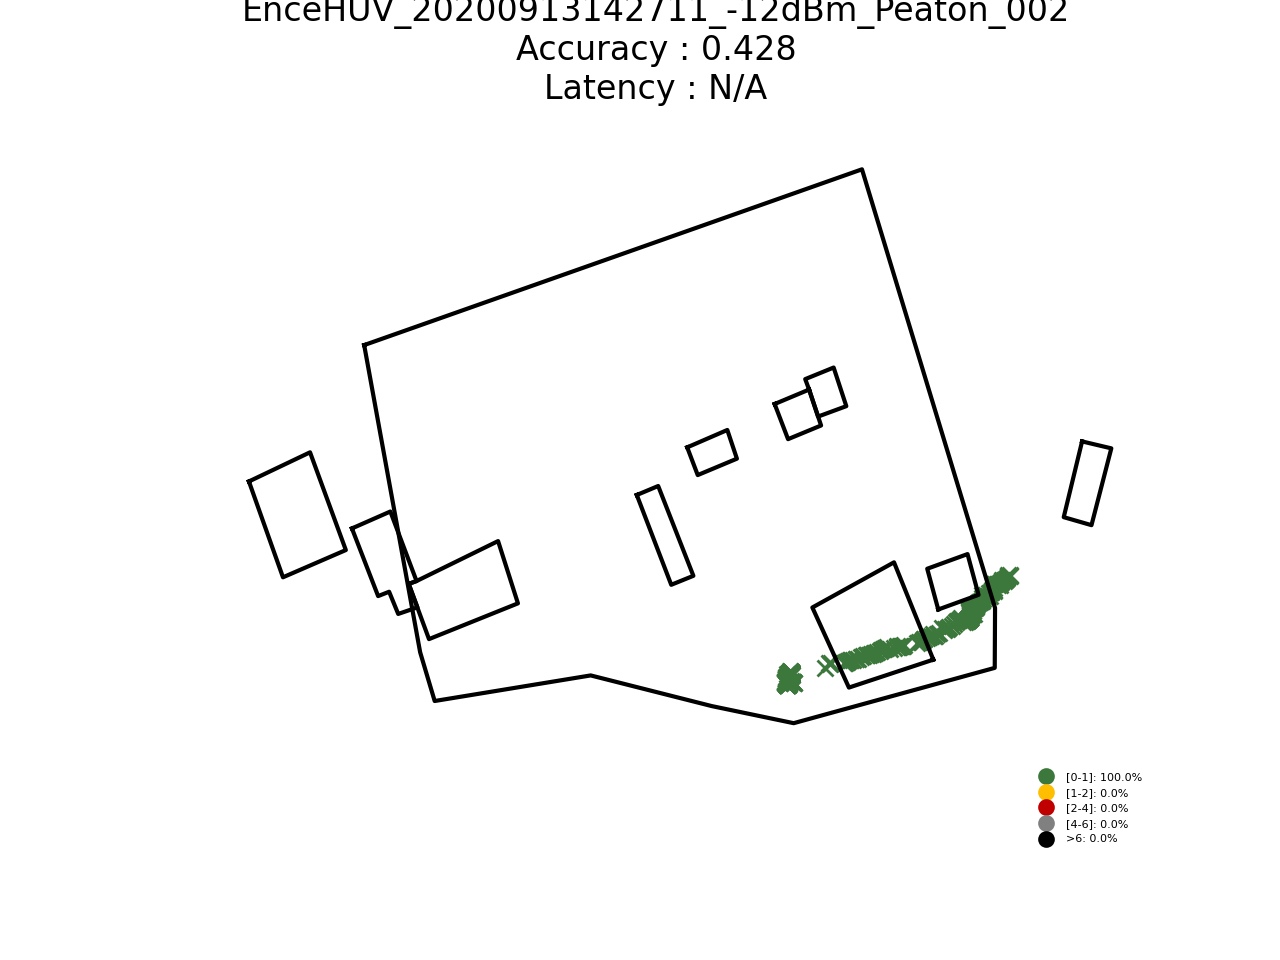 EnceHUV_20200913142711_-12dBm_Peaton_002
Accuracy : 0.428
Latency : N/A
[0-1]: 100.0%
[1-2]: 0.0%
[2-4]: 0.0%
[4-6]: 0.0%
>6: 0.0%